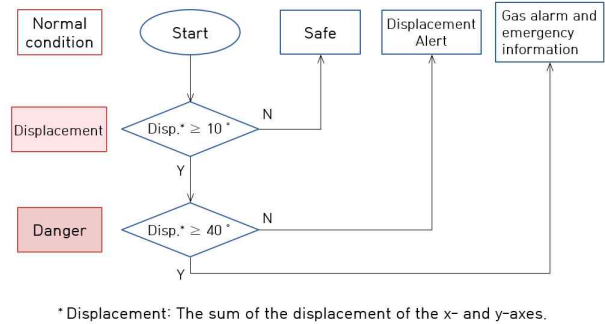 Normal
condition
Start
Safe
Displacement
Alert
Gas alarm and
emergency
information
Displacement
Disp.* ≥ 10 ˚
N
Y
Danger
Disp.* ≥ 40 ˚
N
Y
* Displacement: The sum of the displacement of the x- and y-axes.